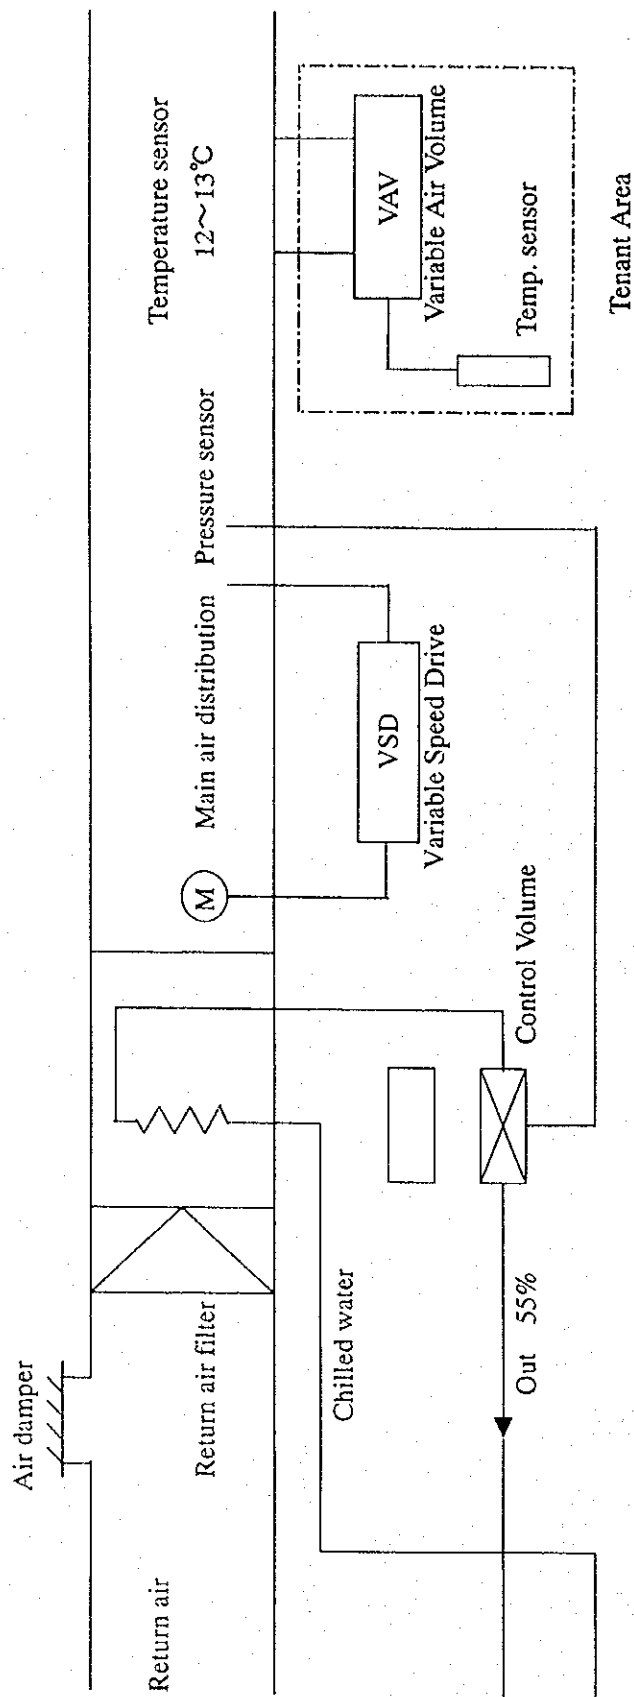 Air damper
Return air
Return air filter
Chilled water
Out 55%
Control Volume
M
Main air distribution
Pressure sensor
VSD
Variable Speed Drive
Temperature sensor
12~13℃
VAV
Variable Air Volume
Temp. sensor
Tenant Area